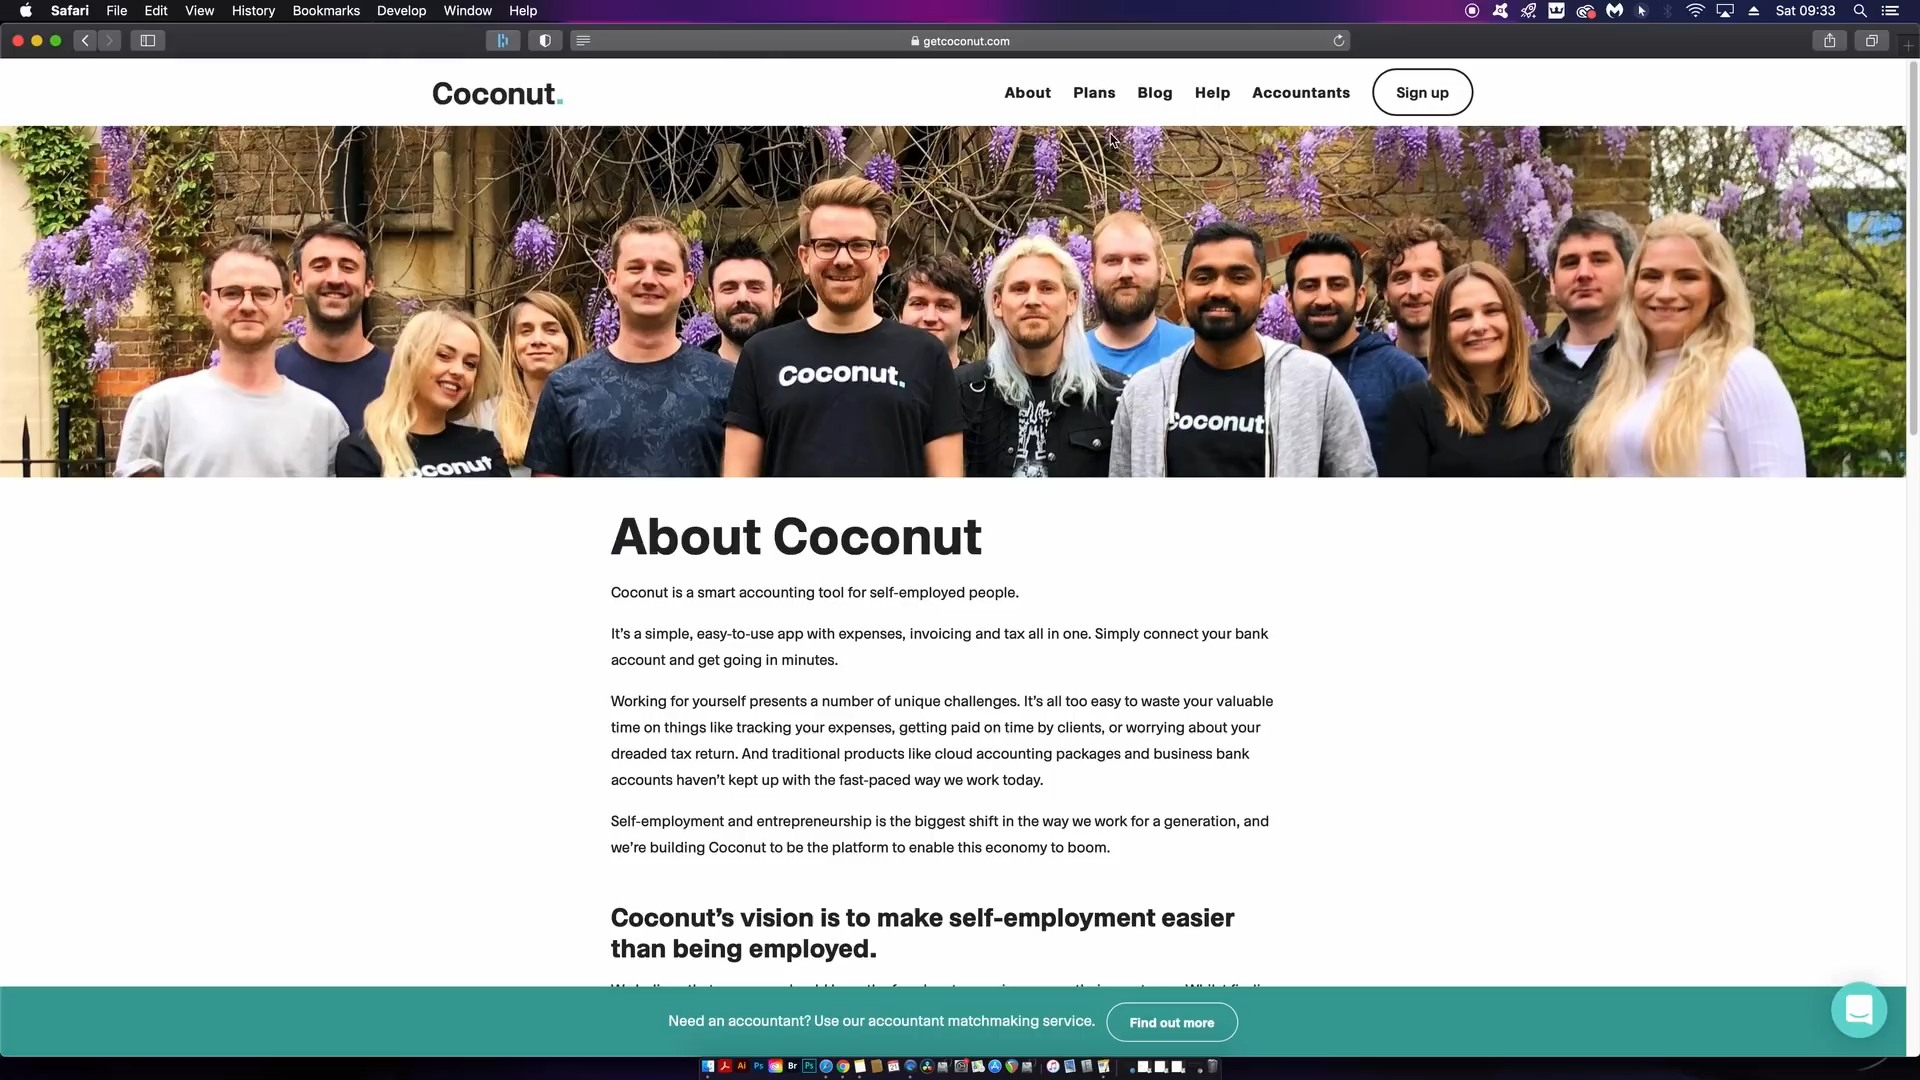 Safari File Edit View History Bookmarks Develop Window Help Sat 09:33
getcoconut.com
Coconut. About Plans Blog Help Accountants Sign up
Coconut.
Coconut
coconut
About Coconut
Coconut is a smart accounting tool for self-employed people.
It's a simple, easy-to-use app with expenses, invoicing and tax all in one. Simply connect your bank
account and get going in minutes.
Working for yourself presents a number of unique challenges. It's all too easy to waste your valuable
time on things like tracking your expenses, getting paid on time by clients, or worrying about your
dreaded tax return. And traditional products like cloud accounting packages and business bank
accounts haven't kept up with the fast-paced way we work today.
Self-employment and entrepreneurship is the biggest shift in the way we work for a generation, and
we're building Coconut to be the platform to enable this economy to boom.
Coconut's vision is to make self-employment easier
than being employed.
Need an accountant? Use our accountant matchmaking service. Find out more
Ai Ps Br Ps